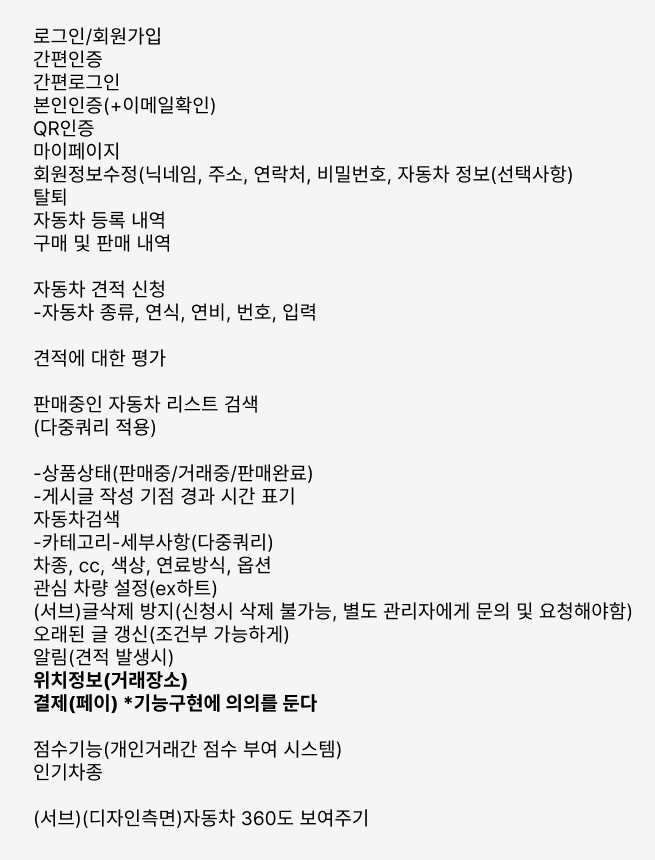 로그인/회원가입
간편인증
간편로그인
본인인증(+이메일확인)
QR인증
마이페이지
회원정보수정(닉네임, 주소, 연락처, 비밀번호, 자동차 정보(선택사항)
탈퇴
자동차 등록 내역
구매 및 판매 내역
자동차 견적 신청
-자동차 종류, 연식, 연비, 번호, 입력
견적에 대한 평가
판매중인 자동차 리스트 검색
(다중쿼리 적용)
-상품상태(판매중/거래중/판매완료)
-게시글 작성 기점 경과 시간 표기
자동차검색
-카테고리-세부사항(다중쿼리)
차종, cc, 색상, 연료방식, 옵션
관심 차량 설정(ex하트)
(서브)글삭제 방지(신청시 삭제 불가능, 별도 관리자에게 문의 및 요청해야함)
오래된 글 갱신(조건부 가능하게)
알림(견적 발생시)
위치정보(거래장소)
결제(페이) *기능구현에 의의를 둔다
점수기능(개인거래간 점수 부여 시스템)
인기차종
(서브)(디자인측면)자동차 360도 보여주기